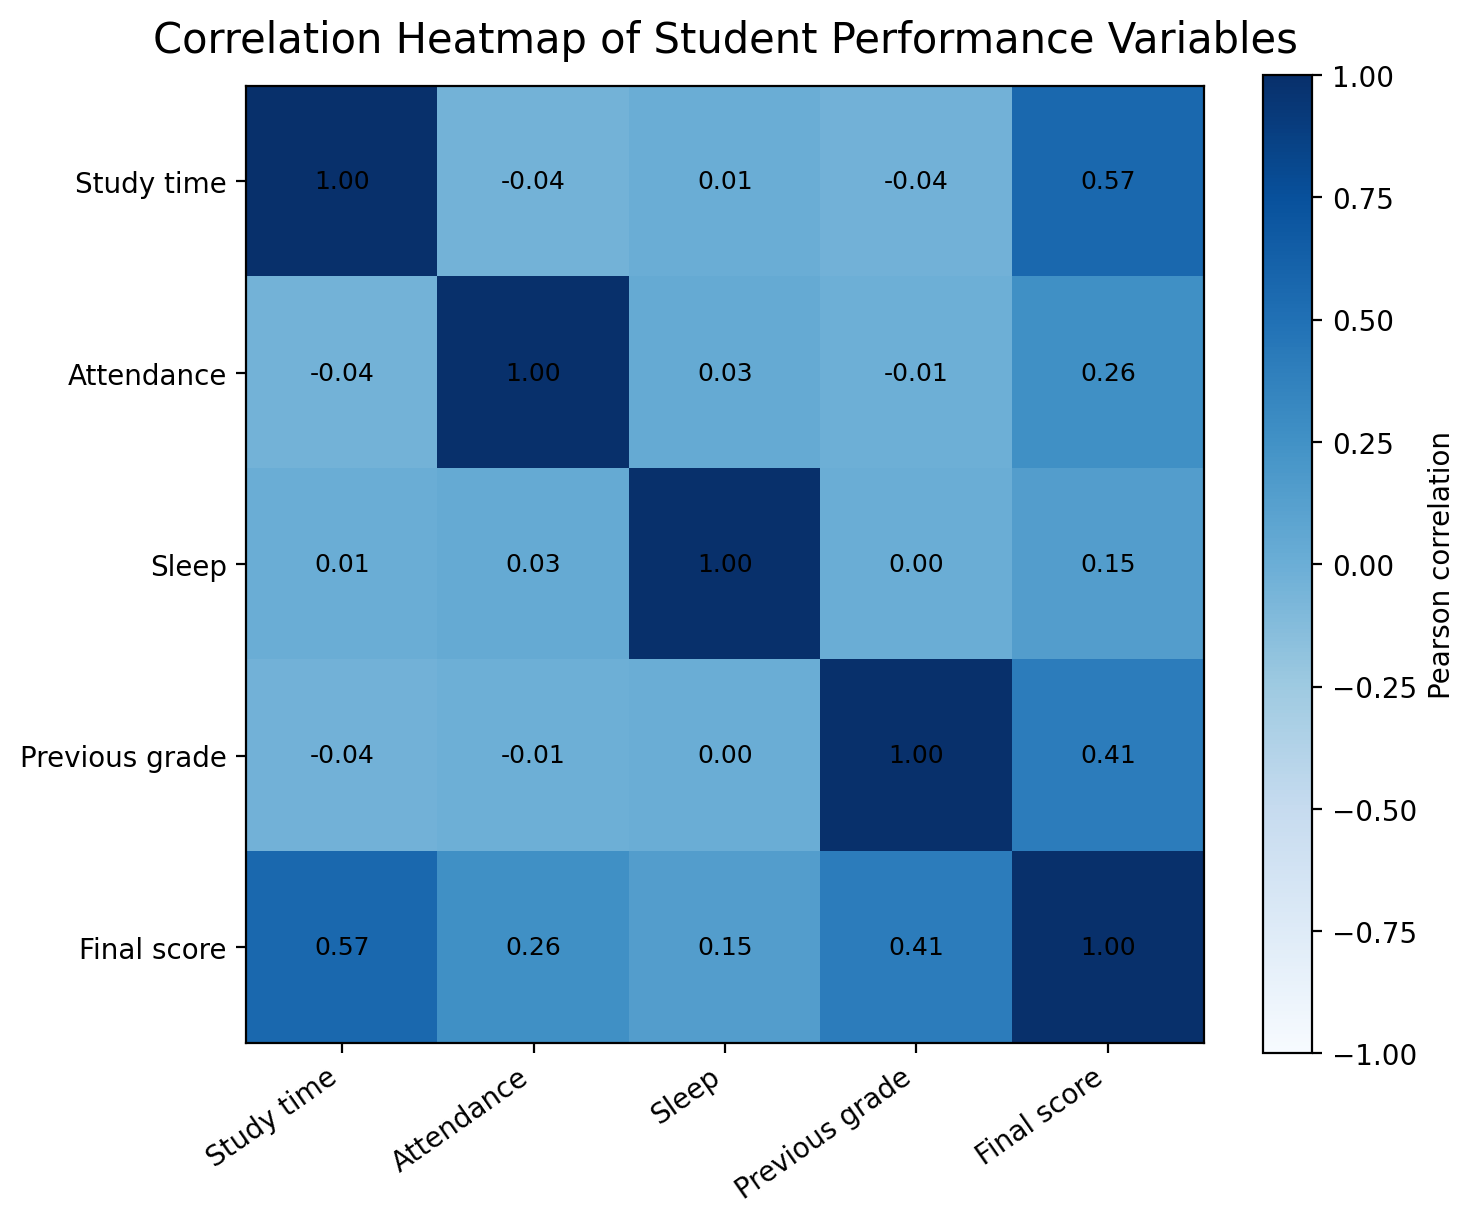 Correlation Heatmap of Student Performance Variables
Study time 1.00 -0.04 0.01 -0.04 0.57
Attendance -0.04 1.00 0.03 -0.01 0.26
Sleep 0.01 0.03 1.00 0.00 0.15
Previous grade -0.04 -0.01 0.00 1.00 0.41
Final score 0.57 0.26 0.15 0.41 1.00
Study time
Attendance
Sleep
Previous grade
Final score
1.00
0.75
0.50
0.25
0.00
−0.25
−0.50
−0.75
−1.00
Pearson correlation